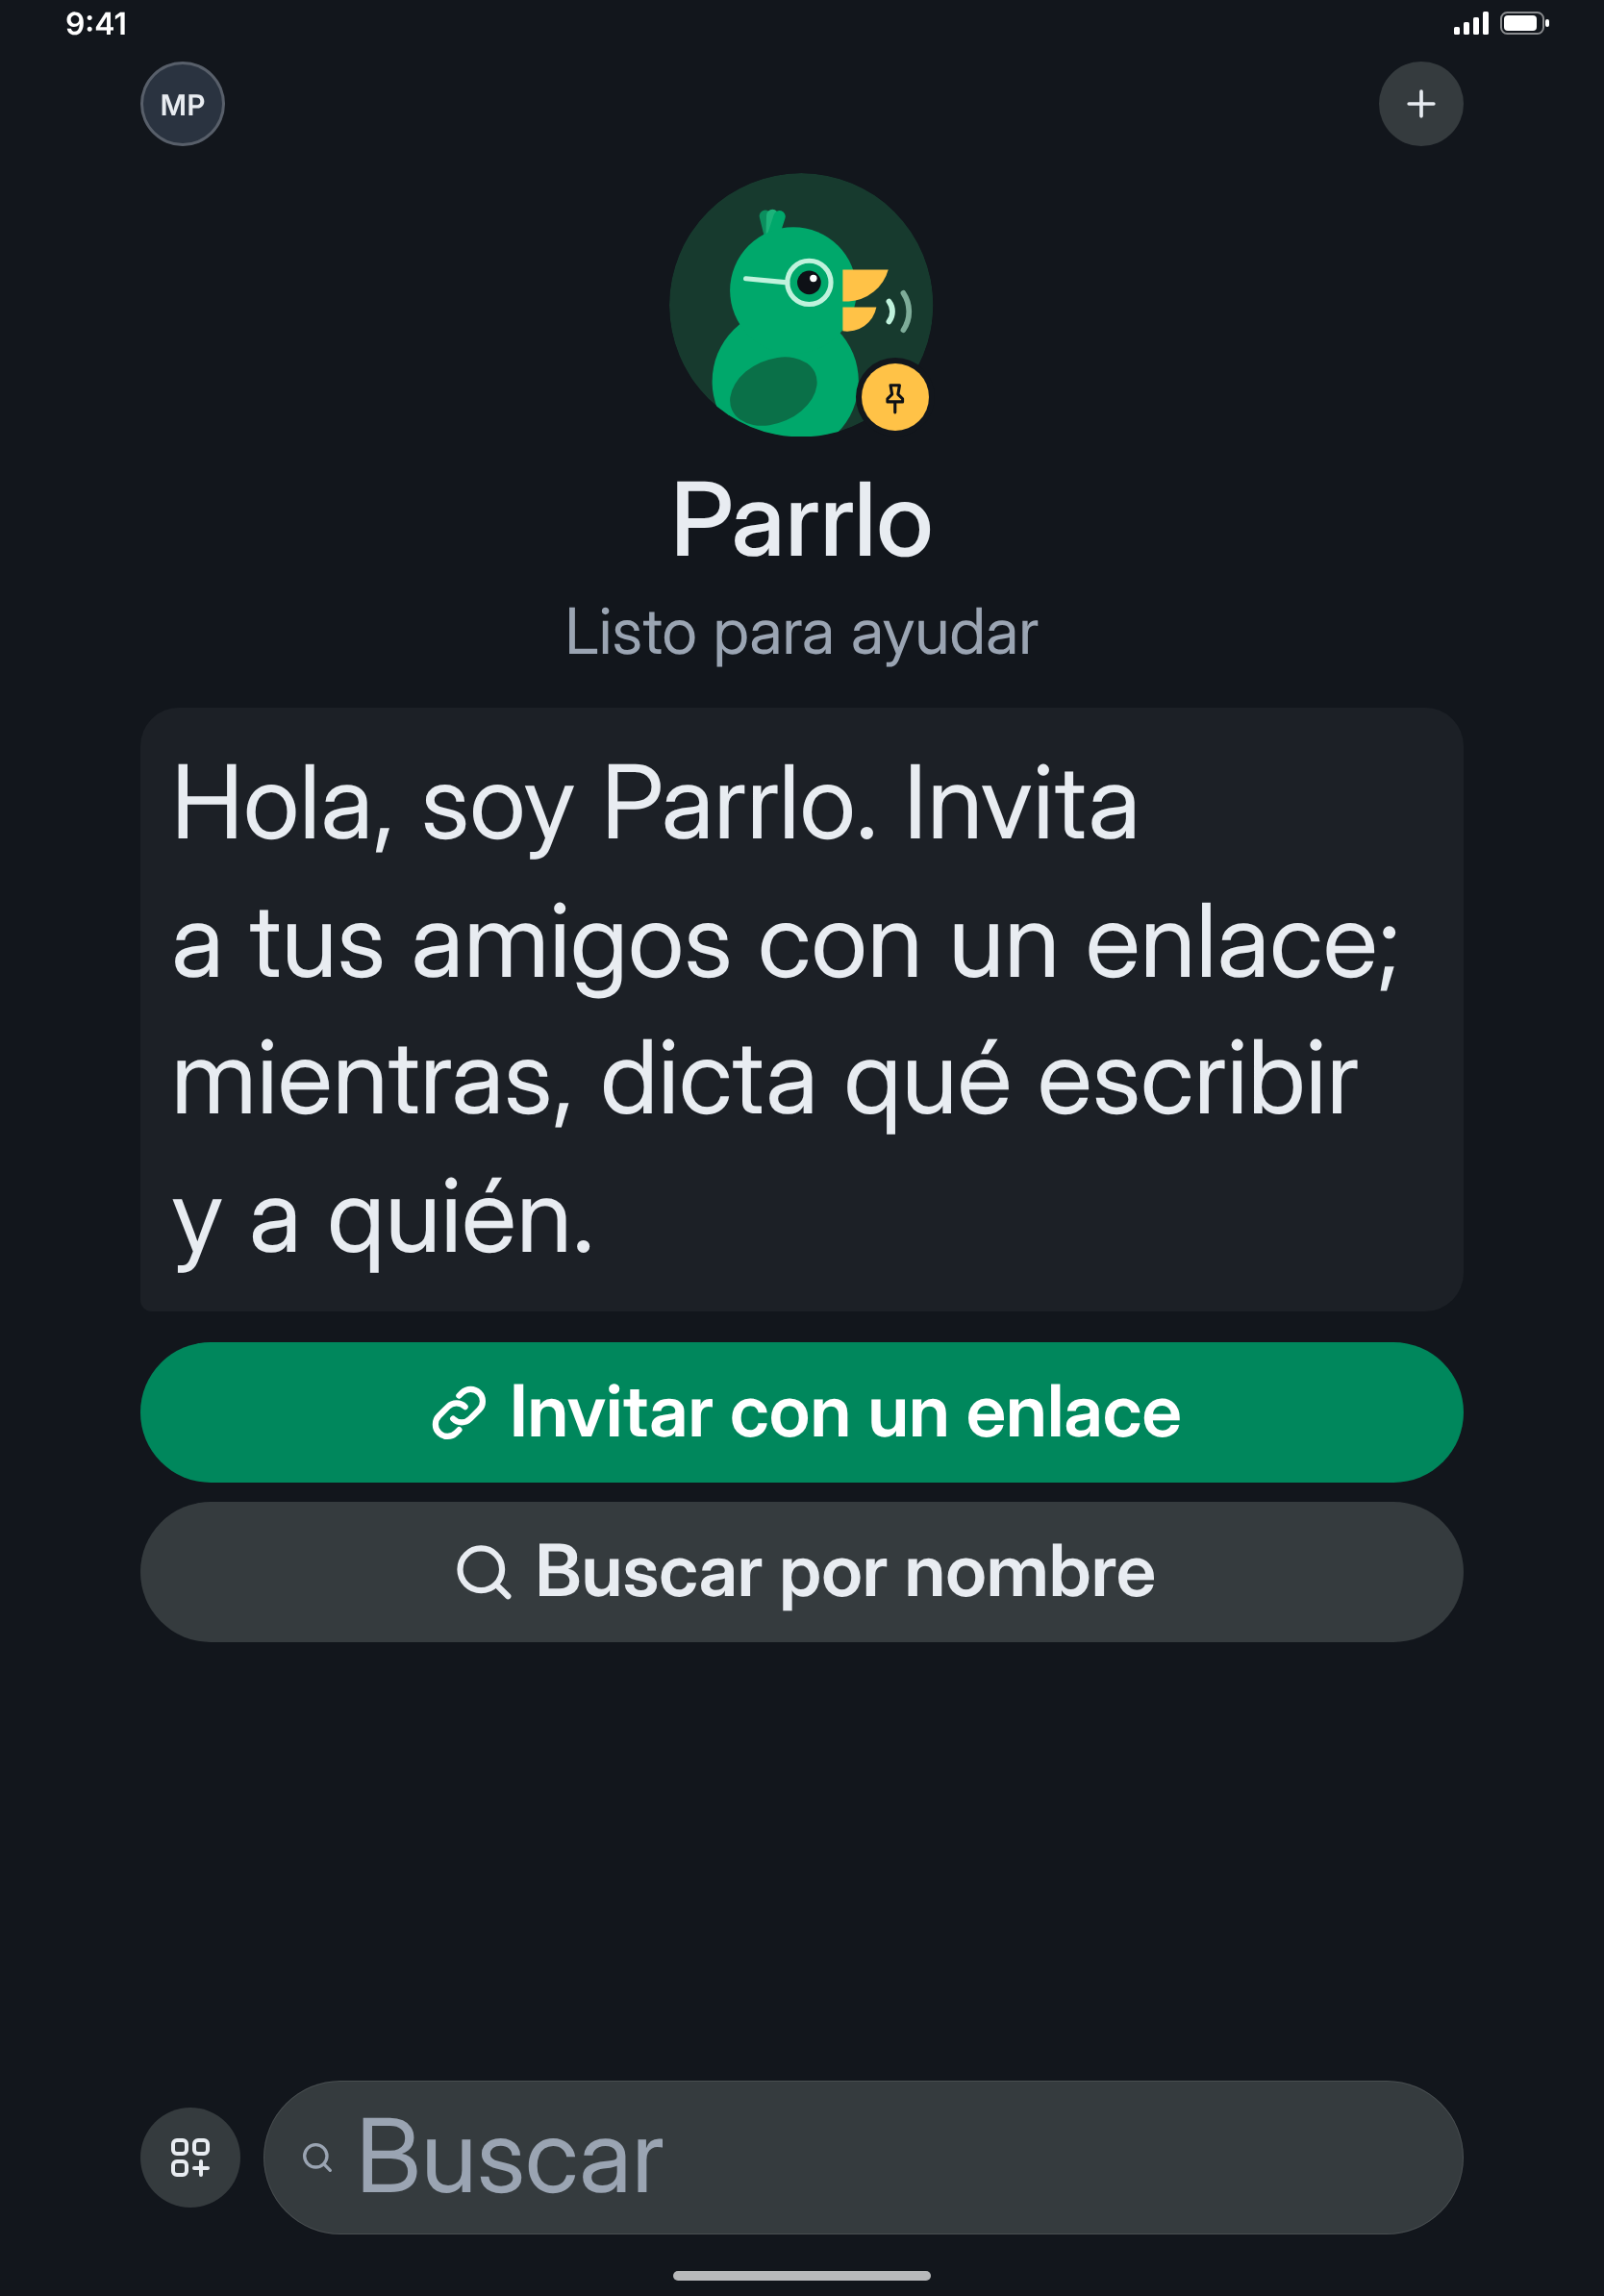 9:41
MP
Parrlo
Listo para ayudar
Hola, soy Parrlo. Invita
a tus amigos con un enlace;
mientras, dicta qué escribir
y a quién.
Invitar con un enlace
Buscar por nombre
Buscar